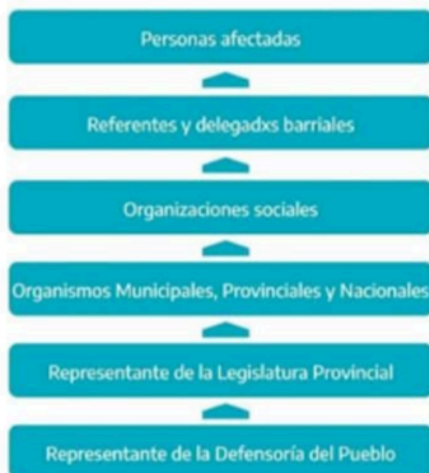 Personas afectadas
Referentes y delegadxs barriales
Organizaciones sociales
Organismos Municipales, Provinciales y Nacionales
Representante de la Legislatura Provincial
Representante de la Defensoría del Pueblo